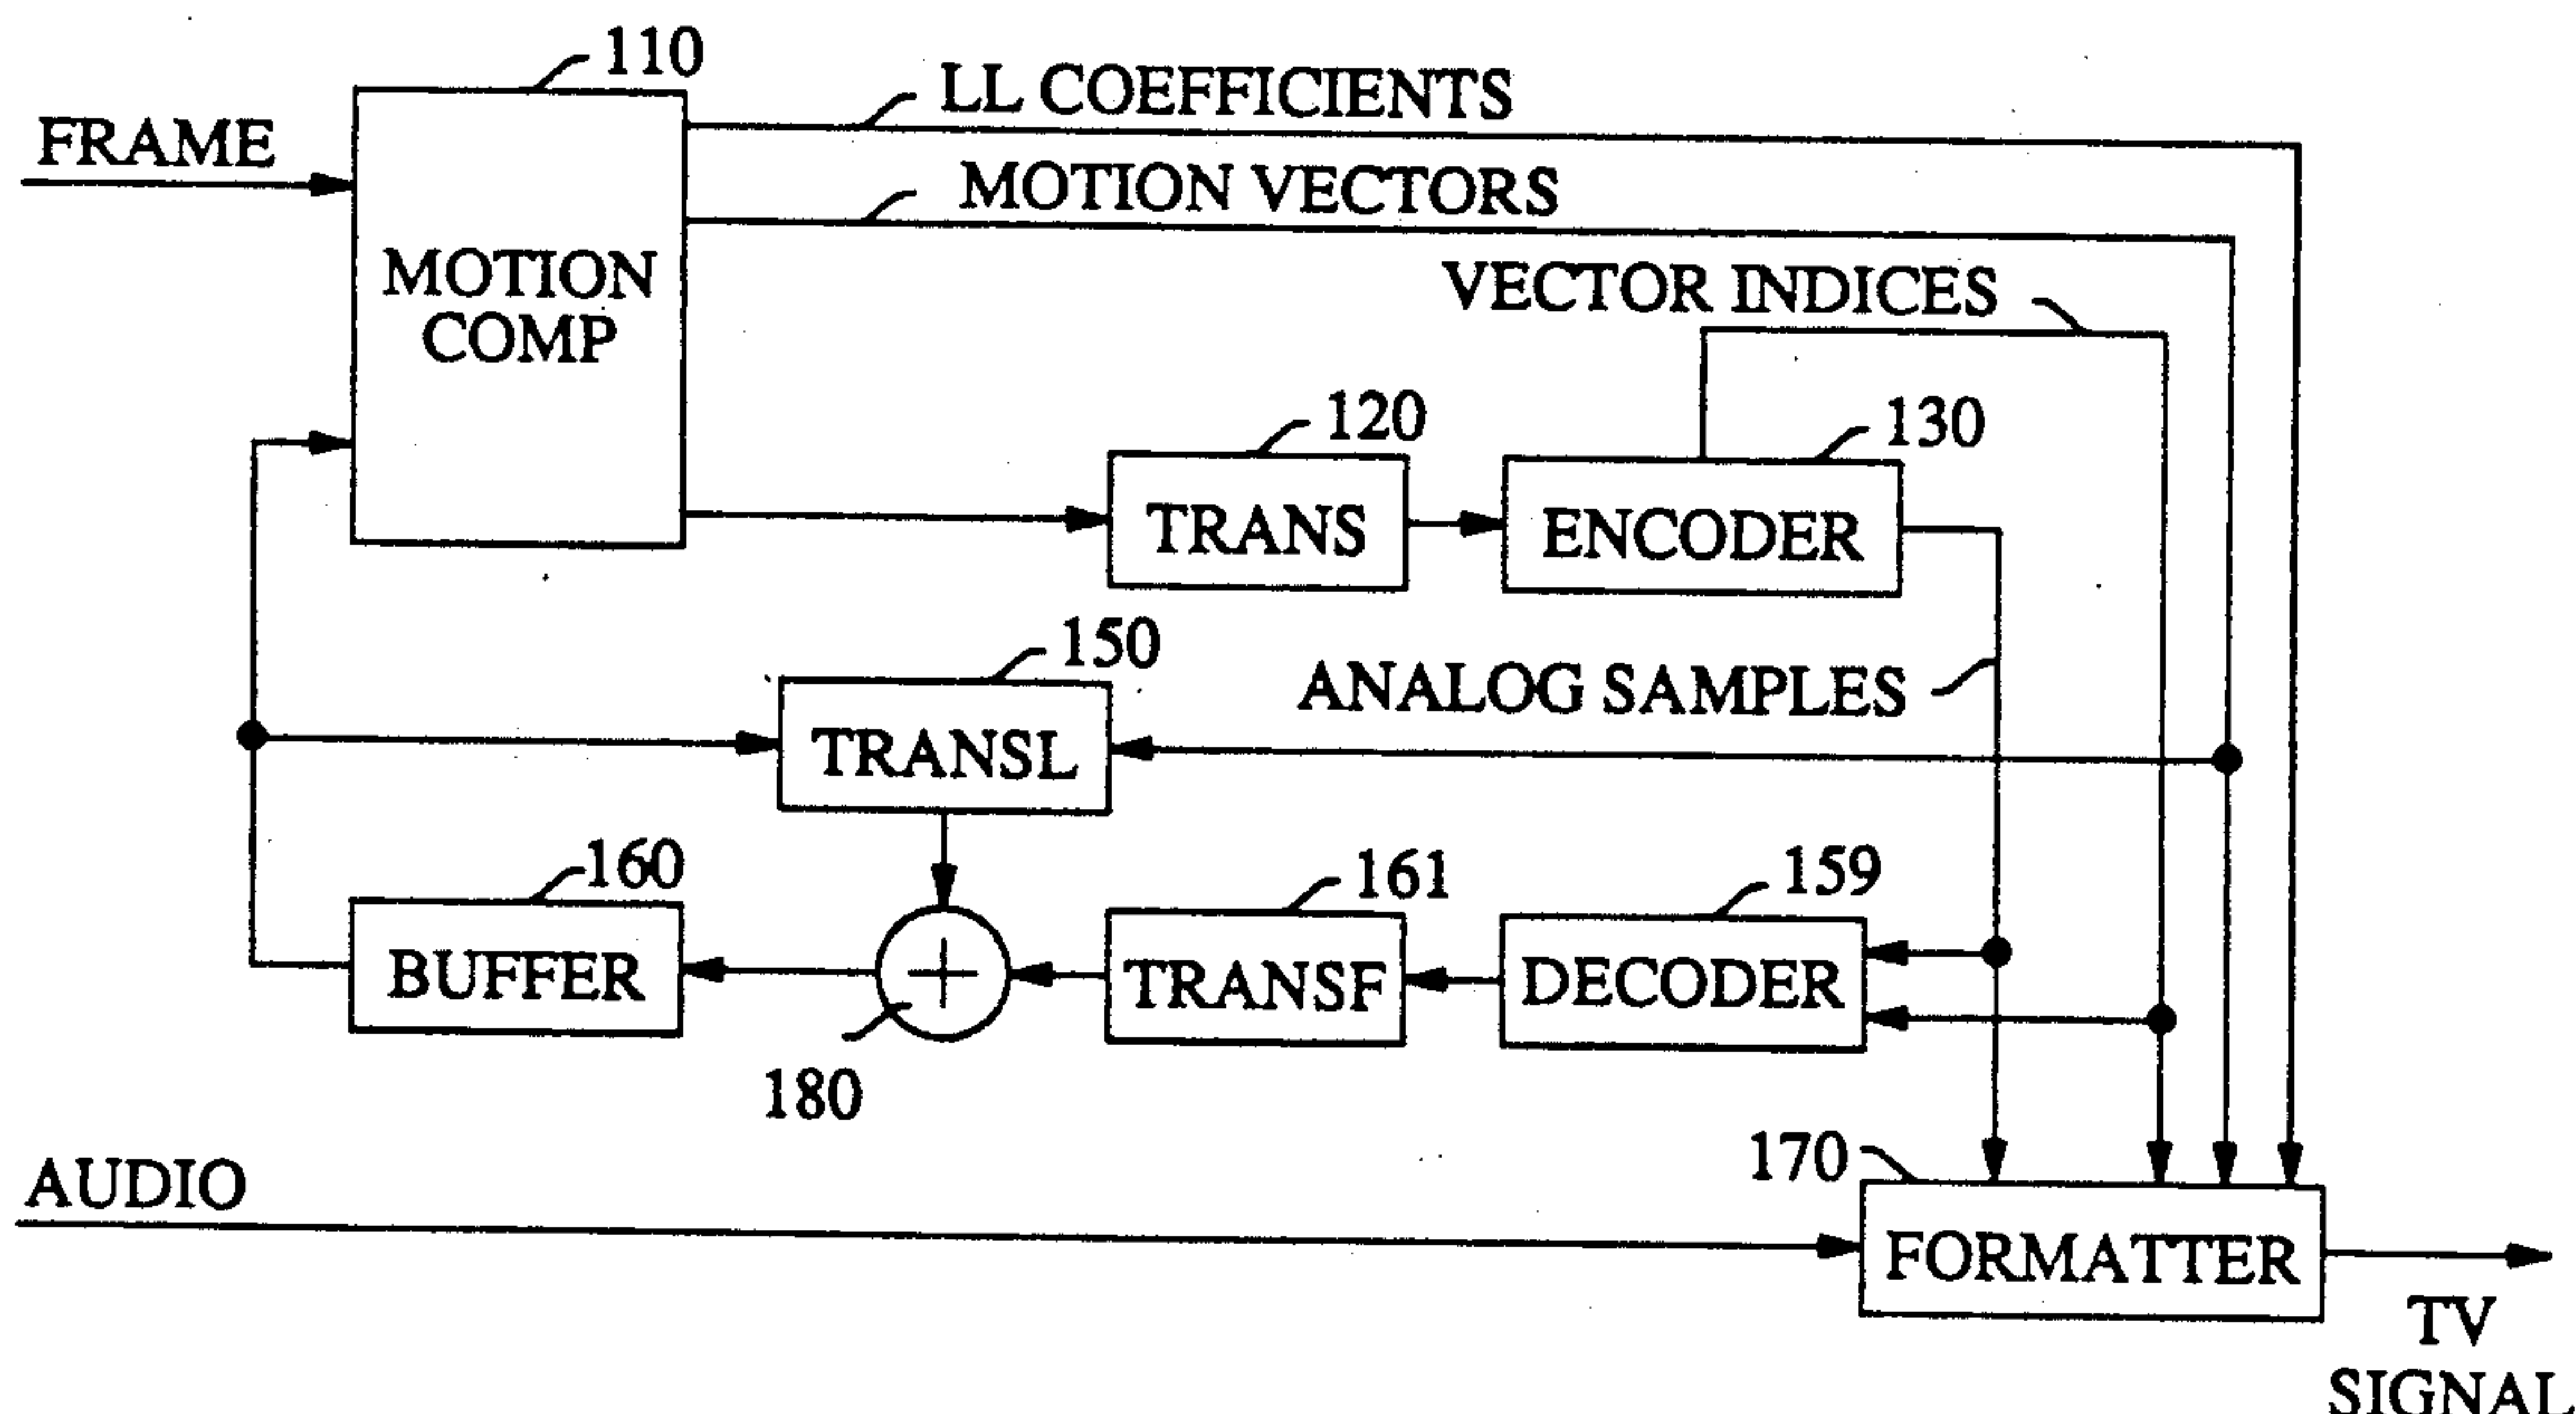 110
LL COEFFICIENTS
FRAME
MOTION VECTORS
MOTION
COMP
VECTOR INDICES
120
130
TRANS
ENCODER
150
ANALOG SAMPLES
TRANSL
160
161
159
BUFFER
+
TRANSF
DECODER
180
170
AUDIO
FORMATTER
TV
SIGNAL